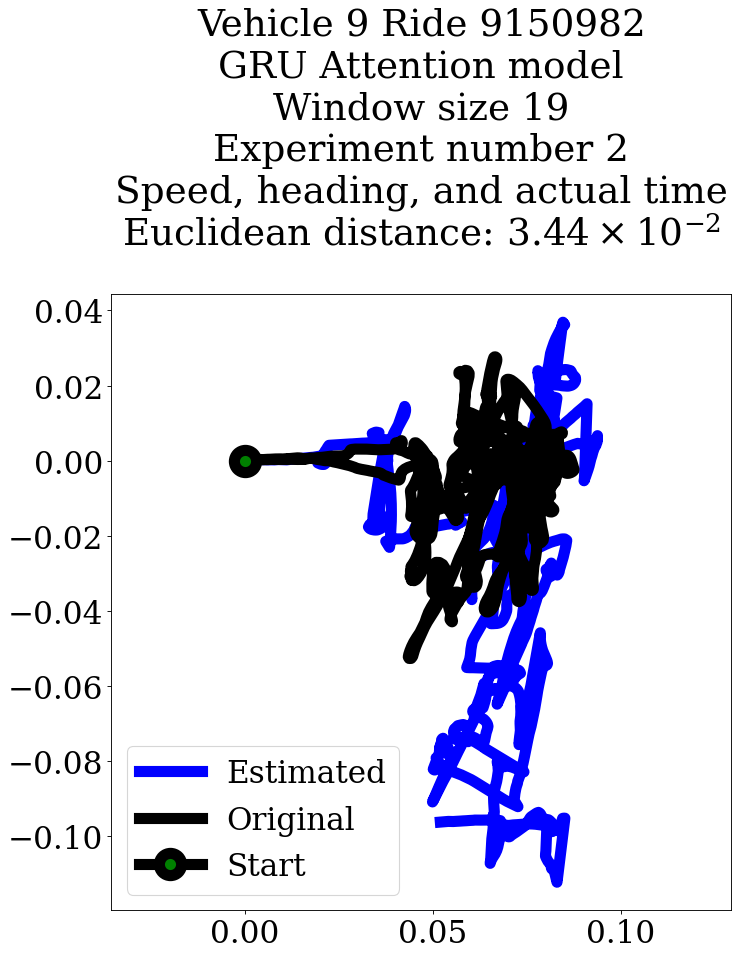 Vehicle 9 Ride 9150982
GRU Attention model
Window size 19
Experiment number 2
Speed, heading, and actual time
Euclidean distance: 3.44 × 10⁻²
0.04
0.02
0.00
−0.02
−0.04
−0.06
−0.08
−0.10
Estimated
Original
Start
0.00 0.05 0.10